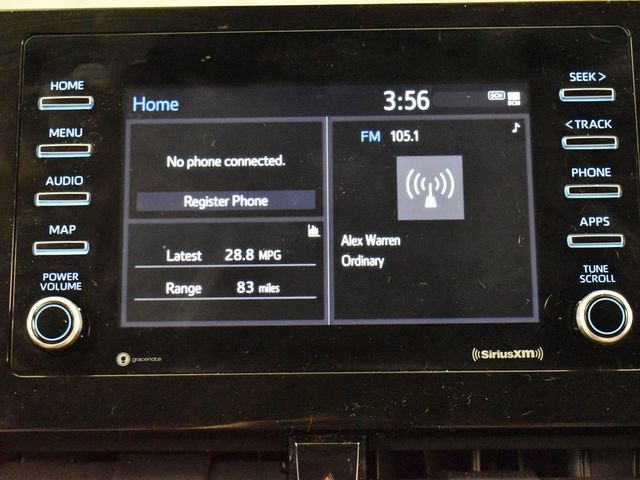 HOME
MENU
AUDIO
MAP
POWER
VOLUME
Home
3:56
DCM
No phone connected.
Register Phone
Latest 28.8 MPG
Range 83 miles
FM 105.1
Alex Warren
Ordinary
SEEK >
< TRACK
PHONE
APPS
TUNE
SCROLL
gracenote
((SiriusXM))